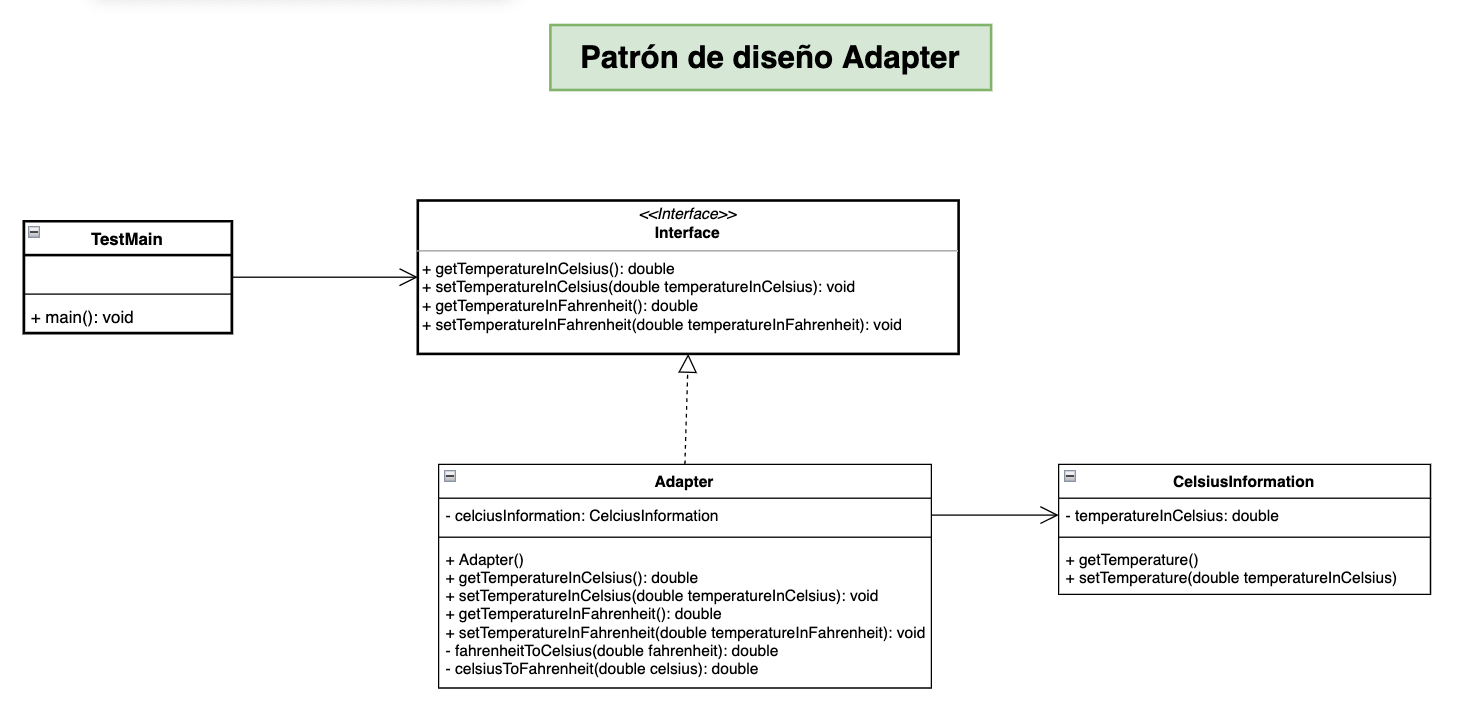 Patrón de diseño Adapter
TestMain
+ main(): void
<<Interface>>
Interface
+ getTemperatureInCelsius(): double
+ setTemperatureInCelsius(double temperatureInCelsius): void
+ getTemperatureInFahrenheit(): double
+ setTemperatureInFahrenheit(double temperatureInFahrenheit): void
Adapter
- celciusInformation: CelciusInformation
+ Adapter()
+ getTemperatureInCelsius(): double
+ setTemperatureInCelsius(double temperatureInCelsius): void
+ getTemperatureInFahrenheit(): double
+ setTemperatureInFahrenheit(double temperatureInFahrenheit): void
- fahrenheitToCelsius(double fahrenheit): double
- celsiusToFahrenheit(double celsius): double
CelsiusInformation
- temperatureInCelsius: double
+ getTemperature()
+ setTemperature(double temperatureInCelsius)